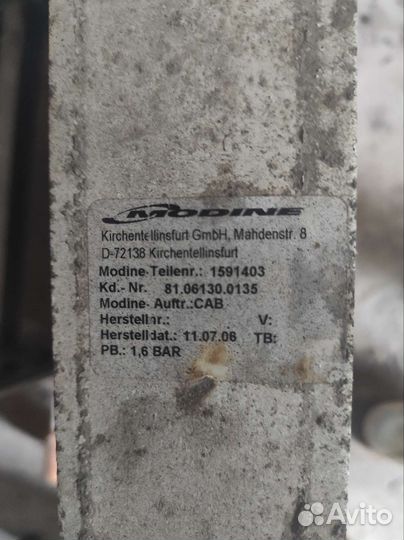 MODINE
Kirchentellinsfurt GmbH, Mahdenstr. 8
D-72138 Kirchentellinsfurt
Modine-Teilenr.: 1591403
Kd.- Nr. 81.06130.0135
Modine- Auftr.:CAB
Herstellnr.: V:
Herstelldat.: 11.07.06 TB:
PB.: 1,6 BAR
Avito